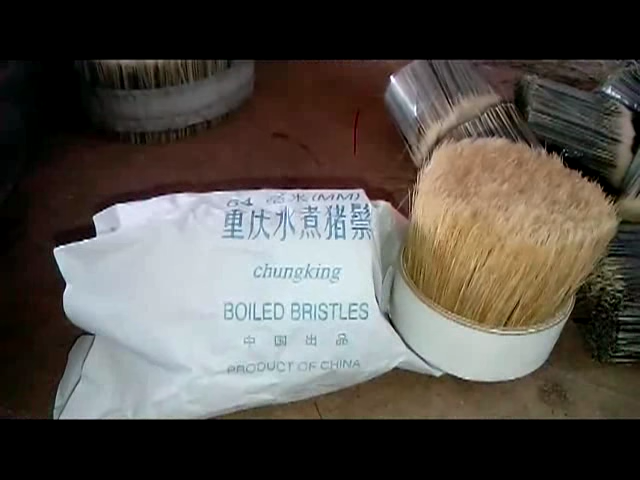 64 毫米(MM)
重庆水煮猪鬃
chungking
BOILED BRISTLES
中国出品
PRODUCT OF CHINA